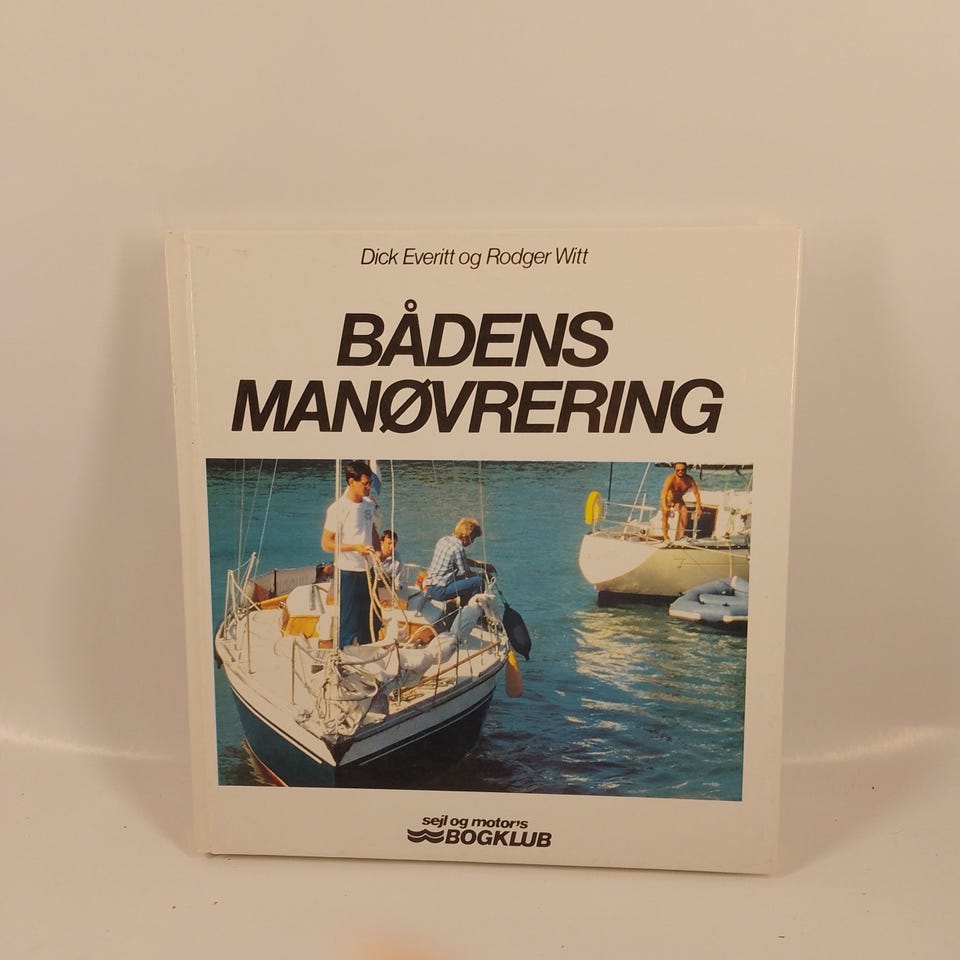 Dick Everitt og Rodger Witt
BÅDENS
MANØVRERING
sejl og motor's
BOGKLUB